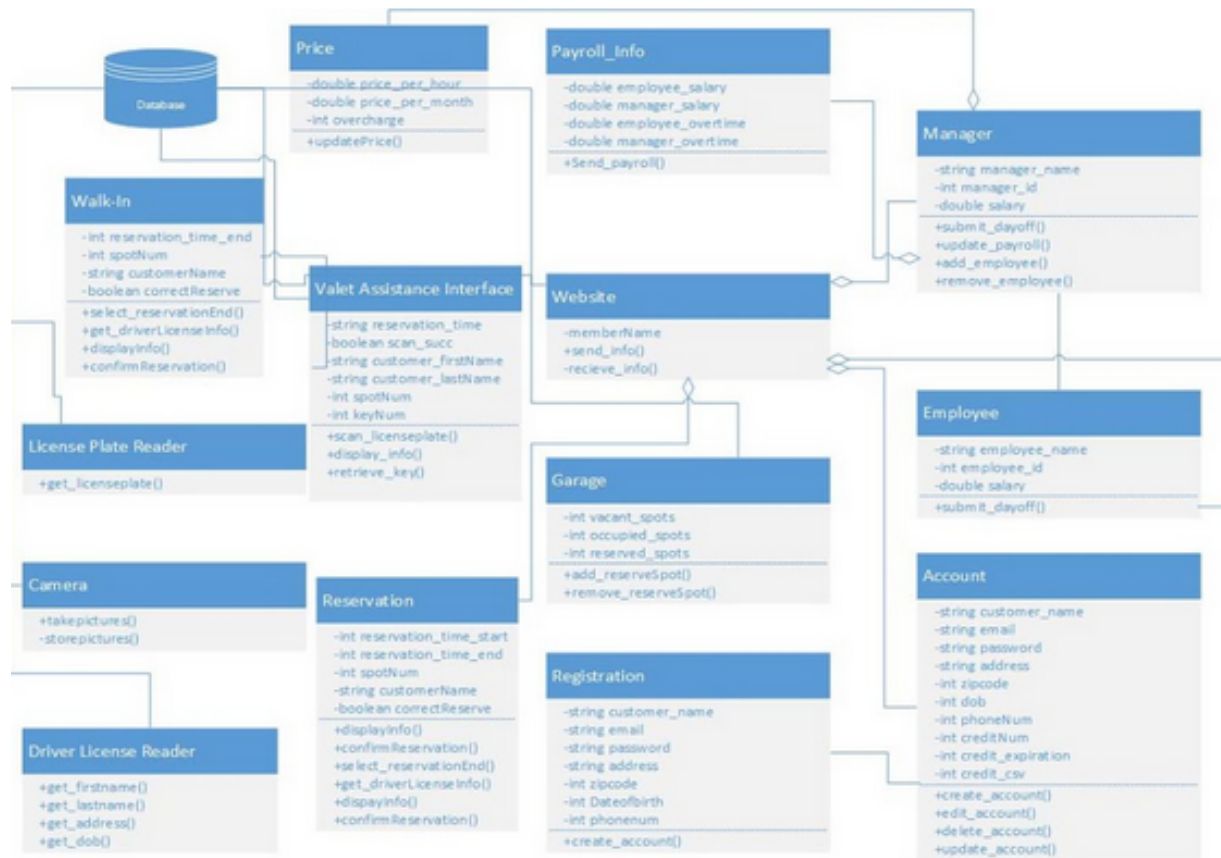 Database
Price
-double price_per_hour
-double price_per_month
-int overcharge
+updatePrice()
Payroll_Info
-double employee_salary
-double manager_salary
-double employee_overtime
-double manager_overtime
+Send_payroll()
Manager
-string manager_name
-int manager_id
-double salary
+submit_dayoff()
+update_payroll()
+add_employee()
+remove_employee()
Walk-In
-int reservation_time_end
-int spotNum
-string customerName
-boolean correctReserve
+select_reservationEnd()
+get_driverLicenseInfo()
+displayInfo()
+confirmReservation()
Valet Assistance Interface
-string reservation_time
-boolean scan_succ
-string customer_firstName
-string customer_lastName
-int spotNum
-int keyNum
+scan_licenseplate()
+display_info()
+retrieve_key()
Website
-memberName
+send_info()
-recieve_info()
Employee
-string employee_name
-int employee_id
-double salary
+submit_dayoff()
License Plate Reader
+get_licenseplate()
Garage
-int vacant_spots
-int occupied_spots
-int reserved_spots
+add_reserveSpot()
+remove_reserveSpot()
Camera
+takepictures()
-storepictures()
Reservation
-int reservation_time_start
-int reservation_time_end
-int spotNum
-string customerName
-boolean correctReserve
+displayInfo()
+confirmReservation()
+select_reservationEnd()
+get_driverLicenseInfo()
+dispayInfo()
+confirmReservation()
Account
-string customer_name
-string email
-string password
-string address
-int zipcode
-int dob
-int phoneNum
-int creditNum
-int credit_expiration
-int credit_csv
+create_account()
+edit_account()
+delete_account()
+update_account()
Registration
-string customer_name
-string email
-string password
-string address
-int zipcode
-int Dateofbirth
-int phonenum
+create_account()
Driver License Reader
+get_firstname()
+get_lastname()
+get_address()
+get_dob()